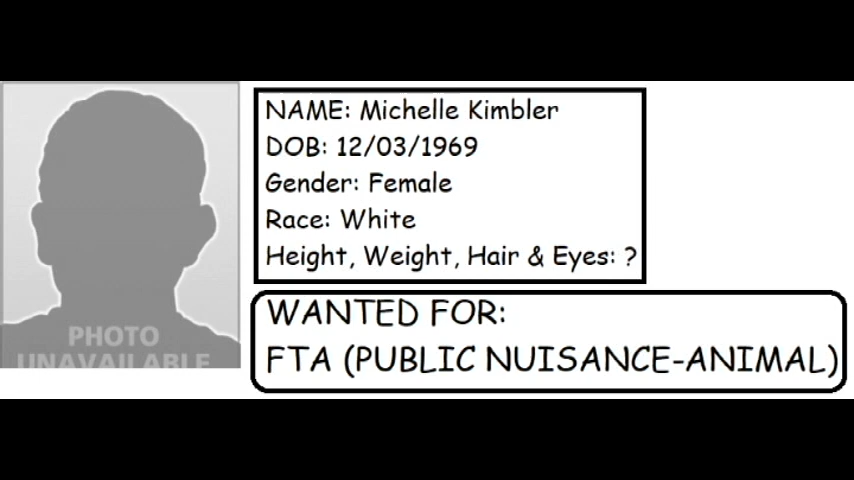 NAME: Michelle Kimbler
DOB: 12/03/1969
Gender: Female
Race: White
Height, Weight, Hair & Eyes: ?
WANTED FOR:
FTA (PUBLIC NUISANCE-ANIMAL)
PHOTO
UNAVAILABLE